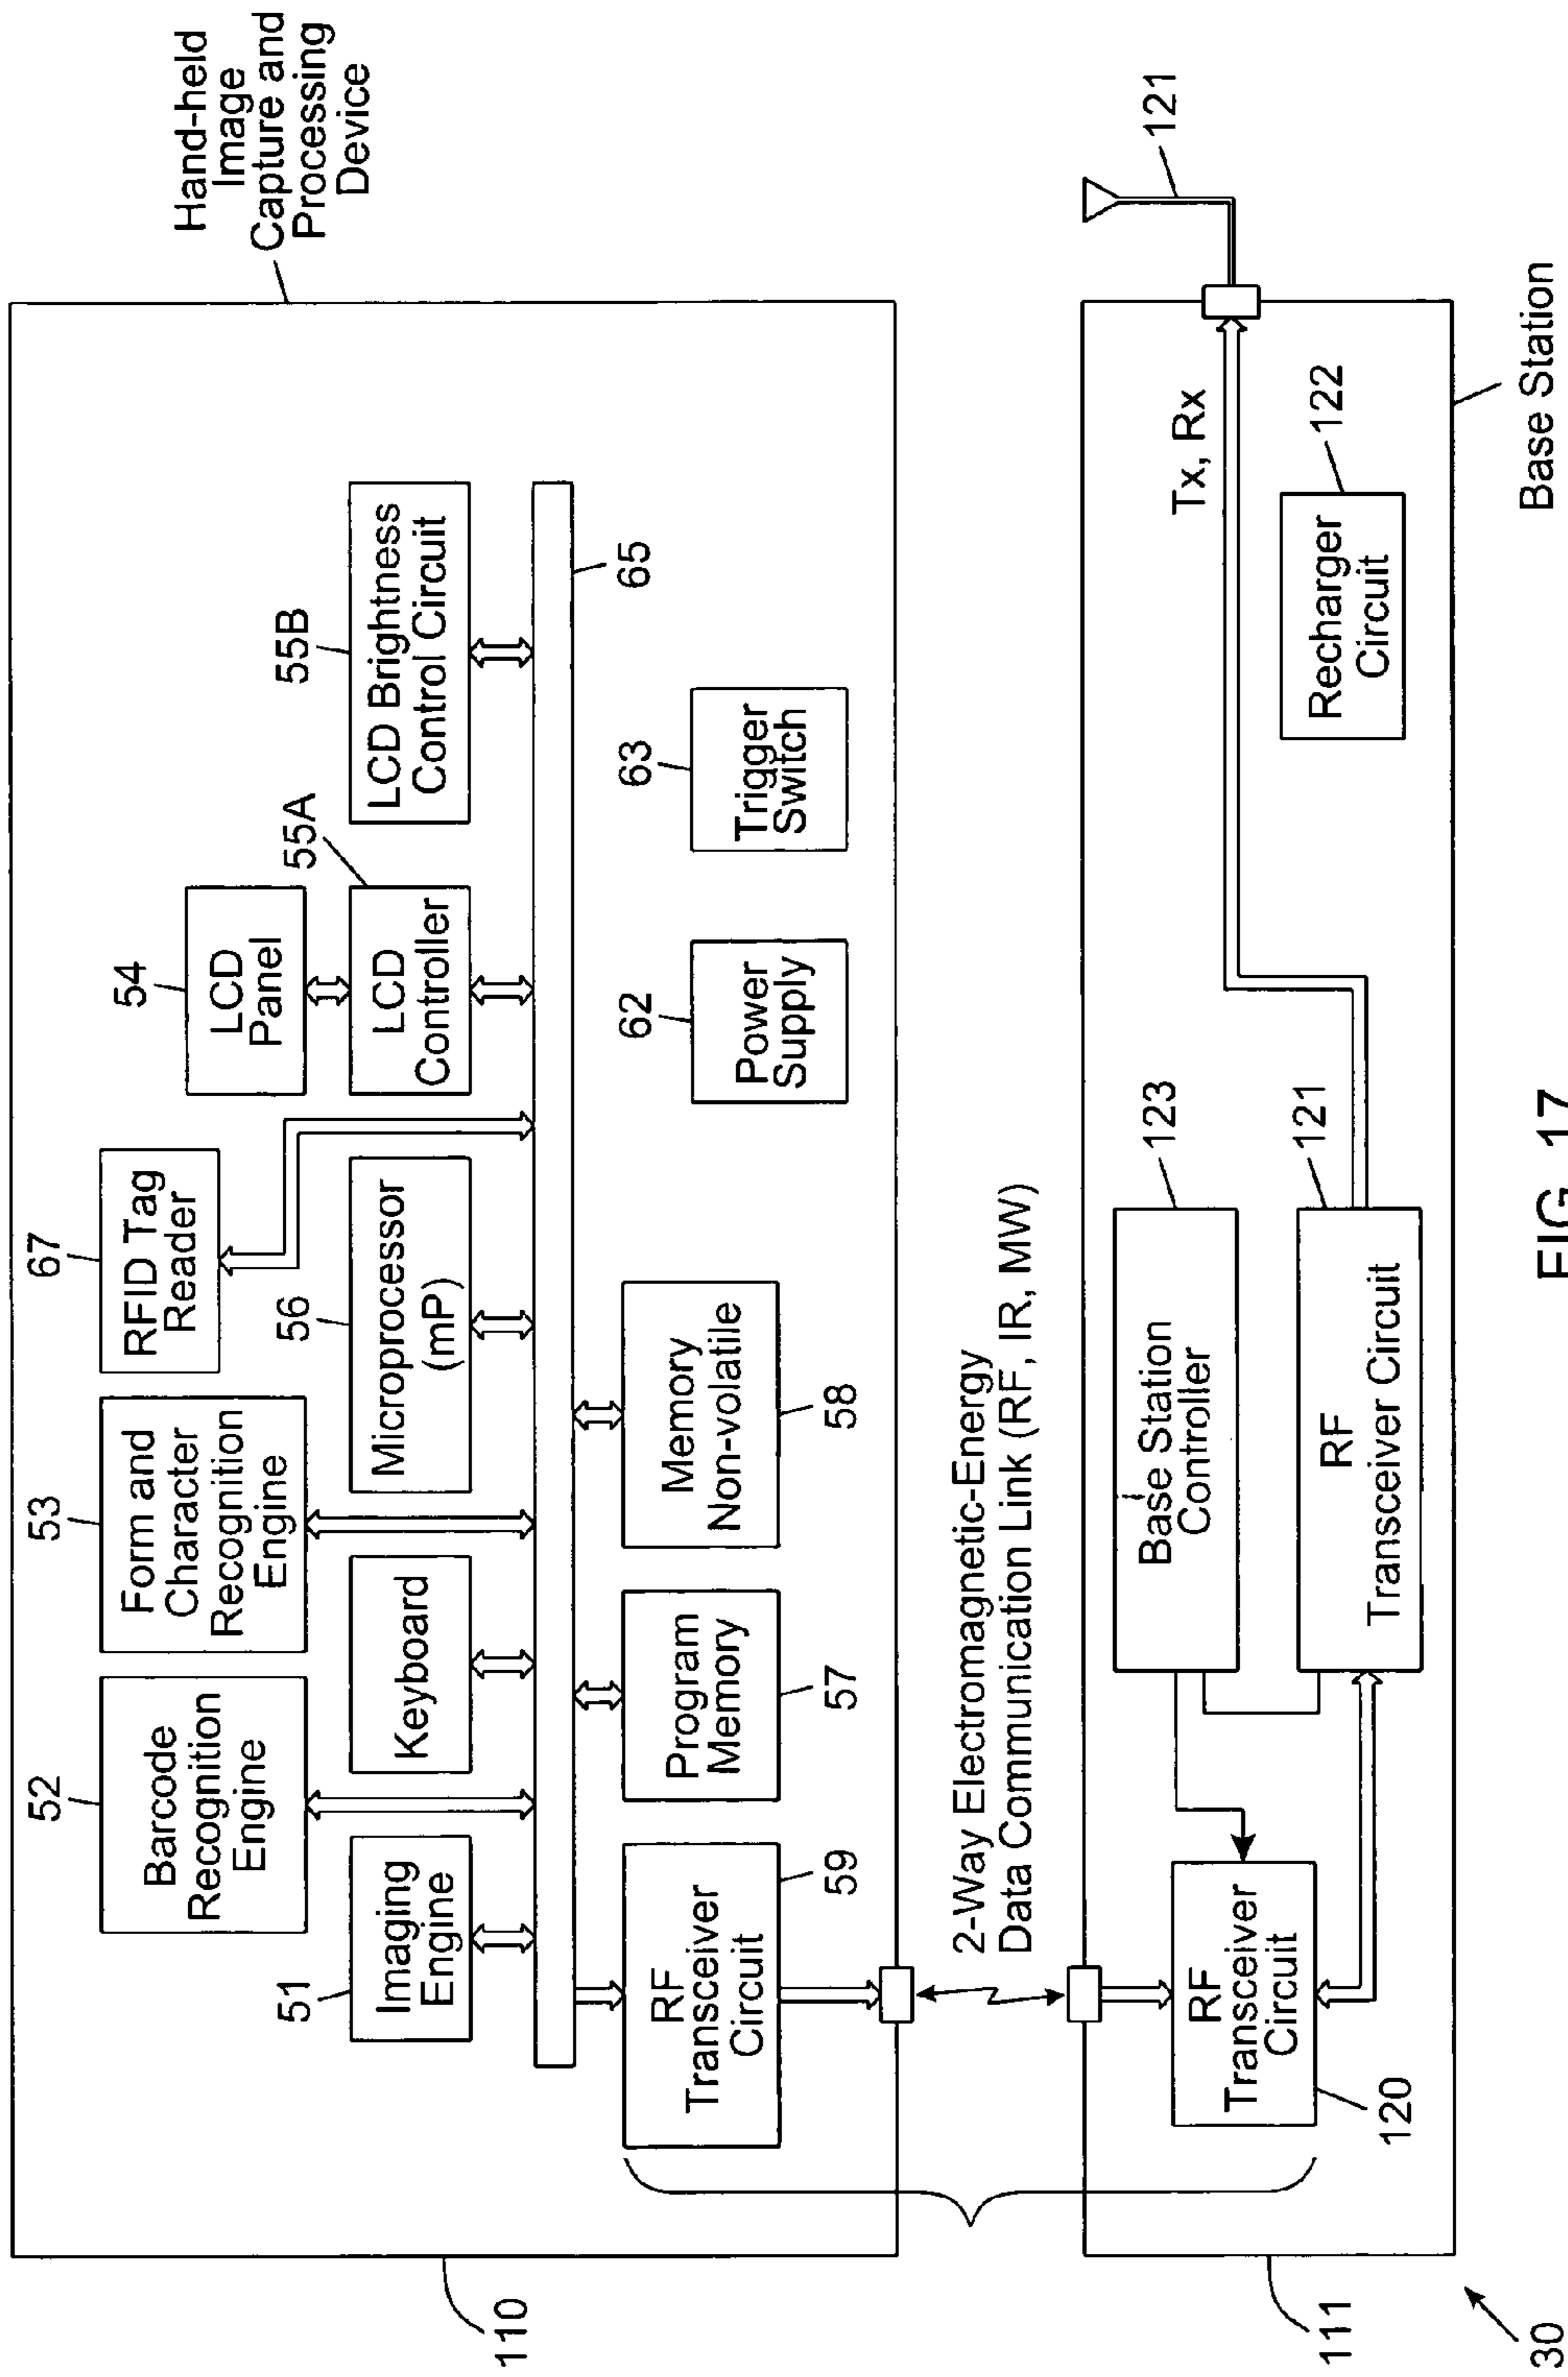 Hand-held
Image
Capture and
Processing
Device
52
Barcode
Recognition
Engine
53
Form and
Character
Recognition
Engine
67
RFID Tag
Reader
54
LCD
Panel
51
Imaging
Engine
Keyboard
56
Microprocessor
(mP)
55A
LCD
Controller
55B
LCD Brightness
Control Circuit
65
RF
Transceiver
Circuit
59
Program
Memory
57
Memory
Non-volatile
58
62
Power
Supply
63
Trigger
Switch
110
2-Way Electromagnetic-Energy
Data Communication Link (RF, IR, MW)
121
Base Station
Controller
123
Tx, Rx
RF
Transceiver
Circuit
120
RF
Transceiver Circuit
121
Recharger
Circuit
122
111
Base Station
30
FIG. 17